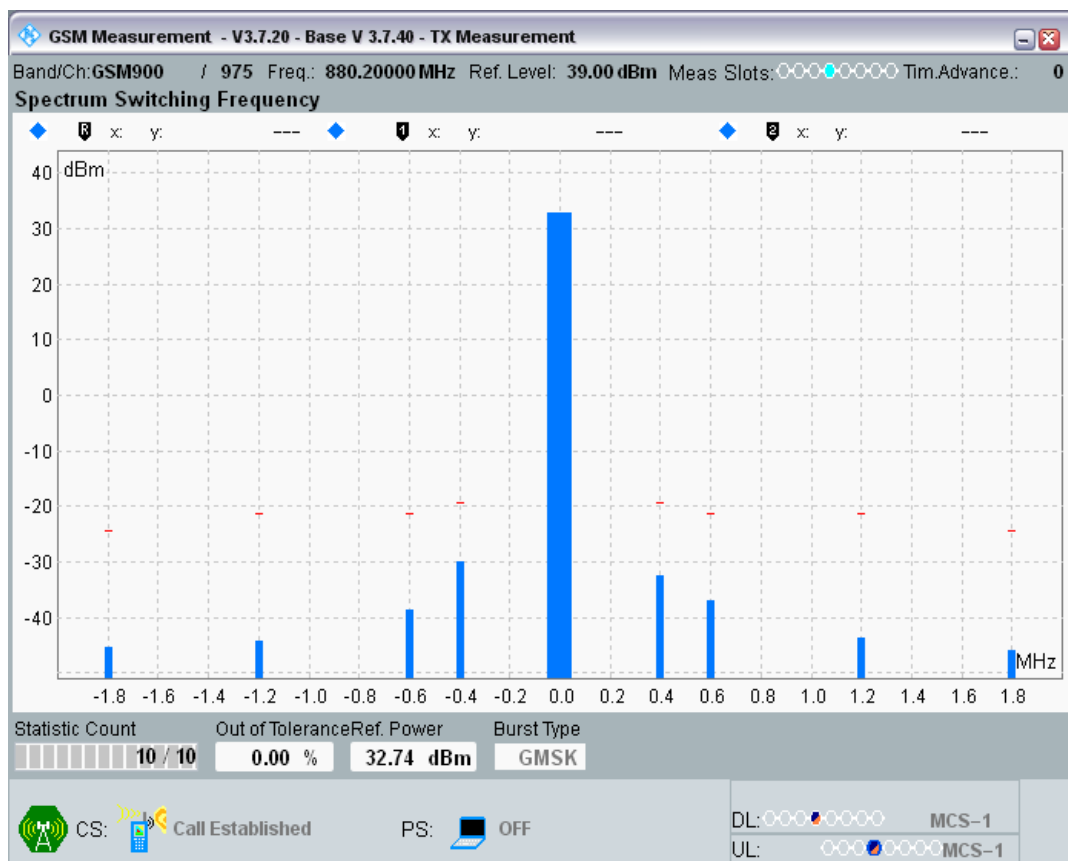 GSM Measurement - V3.7.20 - Base V 3.7.40 - TX Measurement
Band/Ch:GSM900 / 975 Freq.: 880.20000 MHz Ref. Level: 39.00 dBm Meas Slots: Tim.Advance.: 0
Spectrum Switching Frequency
R x: y: --- 1 x: y: --- 2 x: y: ---
dBm
40
30
20
10
0
-10
-20
-30
-40
MHz
-1.8 -1.6 -1.4 -1.2 -1.0 -0.8 -0.6 -0.4 -0.2 0.0 0.2 0.4 0.6 0.8 1.0 1.2 1.4 1.6 1.8
Statistic Count Out of Tolerance Ref. Power Burst Type
10 / 10 0.00 % 32.74 dBm GMSK
CS: Call Established PS: OFF
DL: MCS-1
UL: MCS-1